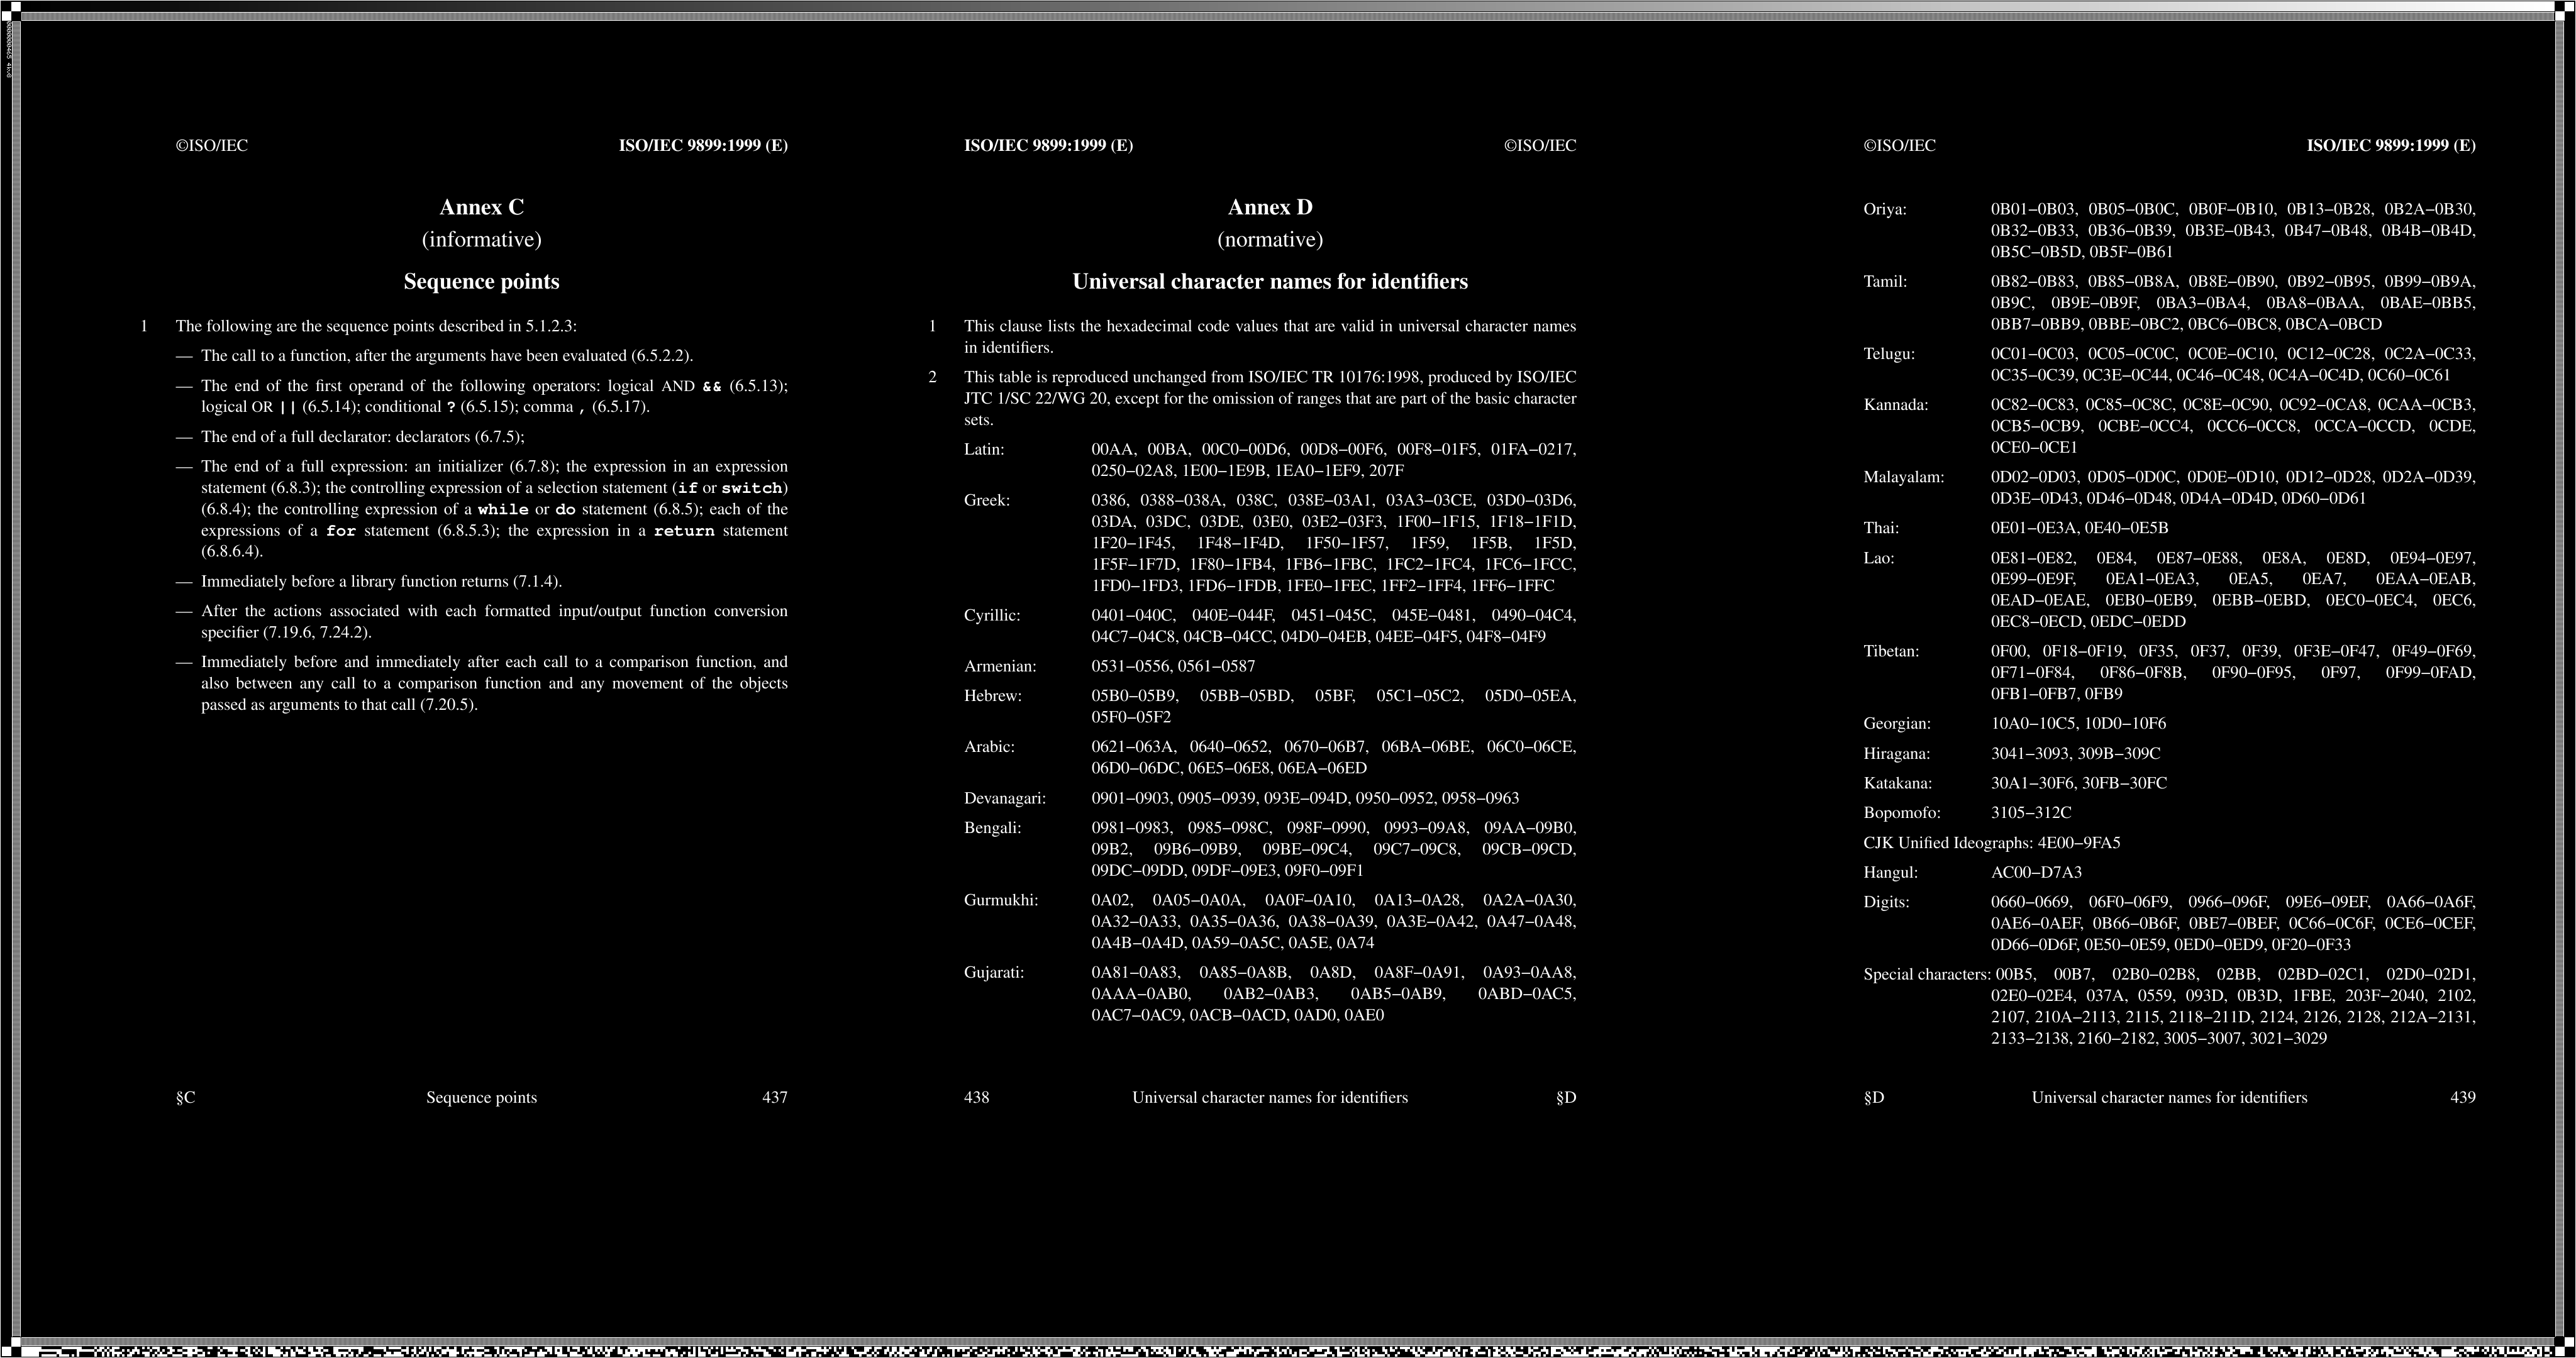 ©ISO/IEC ISO/IEC 9899:1999 (E)
Annex C
(informative)
Sequence points
1 The following are the sequence points described in 5.1.2.3:
— The call to a function, after the arguments have been evaluated (6.5.2.2).
— The end of the first operand of the following operators: logical AND && (6.5.13);
logical OR || (6.5.14); conditional ? (6.5.15); comma , (6.5.17).
— The end of a full declarator: declarators (6.7.5);
— The end of a full expression: an initializer (6.7.8); the expression in an expression
statement (6.8.3); the controlling expression of a selection statement (if or switch)
(6.8.4); the controlling expression of a while or do statement (6.8.5); each of the
expressions of a for statement (6.8.5.3); the expression in a return statement
(6.8.6.4).
— Immediately before a library function returns (7.1.4).
— After the actions associated with each formatted input/output function conversion
specifier (7.19.6, 7.24.2).
— Immediately before and immediately after each call to a comparison function, and
also between any call to a comparison function and any movement of the objects
passed as arguments to that call (7.20.5).
§C Sequence points 437
ISO/IEC 9899:1999 (E) ©ISO/IEC
Annex D
(normative)
Universal character names for identifiers
1 This clause lists the hexadecimal code values that are valid in universal character names
in identifiers.
2 This table is reproduced unchanged from ISO/IEC TR 10176:1998, produced by ISO/IEC
JTC 1/SC 22/WG 20, except for the omission of ranges that are part of the basic character
sets.
Latin: 00AA, 00BA, 00C0−00D6, 00D8−00F6, 00F8−01F5, 01FA−0217,
0250−02A8, 1E00−1E9B, 1EA0−1EF9, 207F
Greek: 0386, 0388−038A, 038C, 038E−03A1, 03A3−03CE, 03D0−03D6,
03DA, 03DC, 03DE, 03E0, 03E2−03F3, 1F00−1F15, 1F18−1F1D,
1F20−1F45, 1F48−1F4D, 1F50−1F57, 1F59, 1F5B, 1F5D,
1F5F−1F7D, 1F80−1FB4, 1FB6−1FBC, 1FC2−1FC4, 1FC6−1FCC,
1FD0−1FD3, 1FD6−1FDB, 1FE0−1FEC, 1FF2−1FF4, 1FF6−1FFC
Cyrillic: 0401−040C, 040E−044F, 0451−045C, 045E−0481, 0490−04C4,
04C7−04C8, 04CB−04CC, 04D0−04EB, 04EE−04F5, 04F8−04F9
Armenian: 0531−0556, 0561−0587
Hebrew: 05B0−05B9, 05BB−05BD, 05BF, 05C1−05C2, 05D0−05EA,
05F0−05F2
Arabic: 0621−063A, 0640−0652, 0670−06B7, 06BA−06BE, 06C0−06CE,
06D0−06DC, 06E5−06E8, 06EA−06ED
Devanagari: 0901−0903, 0905−0939, 093E−094D, 0950−0952, 0958−0963
Bengali: 0981−0983, 0985−098C, 098F−0990, 0993−09A8, 09AA−09B0,
09B2, 09B6−09B9, 09BE−09C4, 09C7−09C8, 09CB−09CD,
09DC−09DD, 09DF−09E3, 09F0−09F1
Gurmukhi: 0A02, 0A05−0A0A, 0A0F−0A10, 0A13−0A28, 0A2A−0A30,
0A32−0A33, 0A35−0A36, 0A38−0A39, 0A3E−0A42, 0A47−0A48,
0A4B−0A4D, 0A59−0A5C, 0A5E, 0A74
Gujarati: 0A81−0A83, 0A85−0A8B, 0A8D, 0A8F−0A91, 0A93−0AA8,
0AAA−0AB0, 0AB2−0AB3, 0AB5−0AB9, 0ABD−0AC5,
0AC7−0AC9, 0ACB−0ACD, 0AD0, 0AE0
438 Universal character names for identifiers §D
©ISO/IEC ISO/IEC 9899:1999 (E)
Oriya: 0B01−0B03, 0B05−0B0C, 0B0F−0B10, 0B13−0B28, 0B2A−0B30,
0B32−0B33, 0B36−0B39, 0B3E−0B43, 0B47−0B48, 0B4B−0B4D,
0B5C−0B5D, 0B5F−0B61
Tamil: 0B82−0B83, 0B85−0B8A, 0B8E−0B90, 0B92−0B95, 0B99−0B9A,
0B9C, 0B9E−0B9F, 0BA3−0BA4, 0BA8−0BAA, 0BAE−0BB5,
0BB7−0BB9, 0BBE−0BC2, 0BC6−0BC8, 0BCA−0BCD
Telugu: 0C01−0C03, 0C05−0C0C, 0C0E−0C10, 0C12−0C28, 0C2A−0C33,
0C35−0C39, 0C3E−0C44, 0C46−0C48, 0C4A−0C4D, 0C60−0C61
Kannada: 0C82−0C83, 0C85−0C8C, 0C8E−0C90, 0C92−0CA8, 0CAA−0CB3,
0CB5−0CB9, 0CBE−0CC4, 0CC6−0CC8, 0CCA−0CCD, 0CDE,
0CE0−0CE1
Malayalam: 0D02−0D03, 0D05−0D0C, 0D0E−0D10, 0D12−0D28, 0D2A−0D39,
0D3E−0D43, 0D46−0D48, 0D4A−0D4D, 0D60−0D61
Thai: 0E01−0E3A, 0E40−0E5B
Lao: 0E81−0E82, 0E84, 0E87−0E88, 0E8A, 0E8D, 0E94−0E97,
0E99−0E9F, 0EA1−0EA3, 0EA5, 0EA7, 0EAA−0EAB,
0EAD−0EAE, 0EB0−0EB9, 0EBB−0EBD, 0EC0−0EC4, 0EC6,
0EC8−0ECD, 0EDC−0EDD
Tibetan: 0F00, 0F18−0F19, 0F35, 0F37, 0F39, 0F3E−0F47, 0F49−0F69,
0F71−0F84, 0F86−0F8B, 0F90−0F95, 0F97, 0F99−0FAD,
0FB1−0FB7, 0FB9
Georgian: 10A0−10C5, 10D0−10F6
Hiragana: 3041−3093, 309B−309C
Katakana: 30A1−30F6, 30FB−30FC
Bopomofo: 3105−312C
CJK Unified Ideographs: 4E00−9FA5
Hangul: AC00−D7A3
Digits: 0660−0669, 06F0−06F9, 0966−096F, 09E6−09EF, 0A66−0A6F,
0AE6−0AEF, 0B66−0B6F, 0BE7−0BEF, 0C66−0C6F, 0CE6−0CEF,
0D66−0D6F, 0E50−0E59, 0ED0−0ED9, 0F20−0F33
Special characters: 00B5, 00B7, 02B0−02B8, 02BB, 02BD−02C1, 02D0−02D1,
02E0−02E4, 037A, 0559, 093D, 0B3D, 1FBE, 203F−2040, 2102,
2107, 210A−2113, 2115, 2118−211D, 2124, 2126, 2128, 212A−2131,
2133−2138, 2160−2182, 3005−3007, 3021−3029
§D Universal character names for identifiers 439